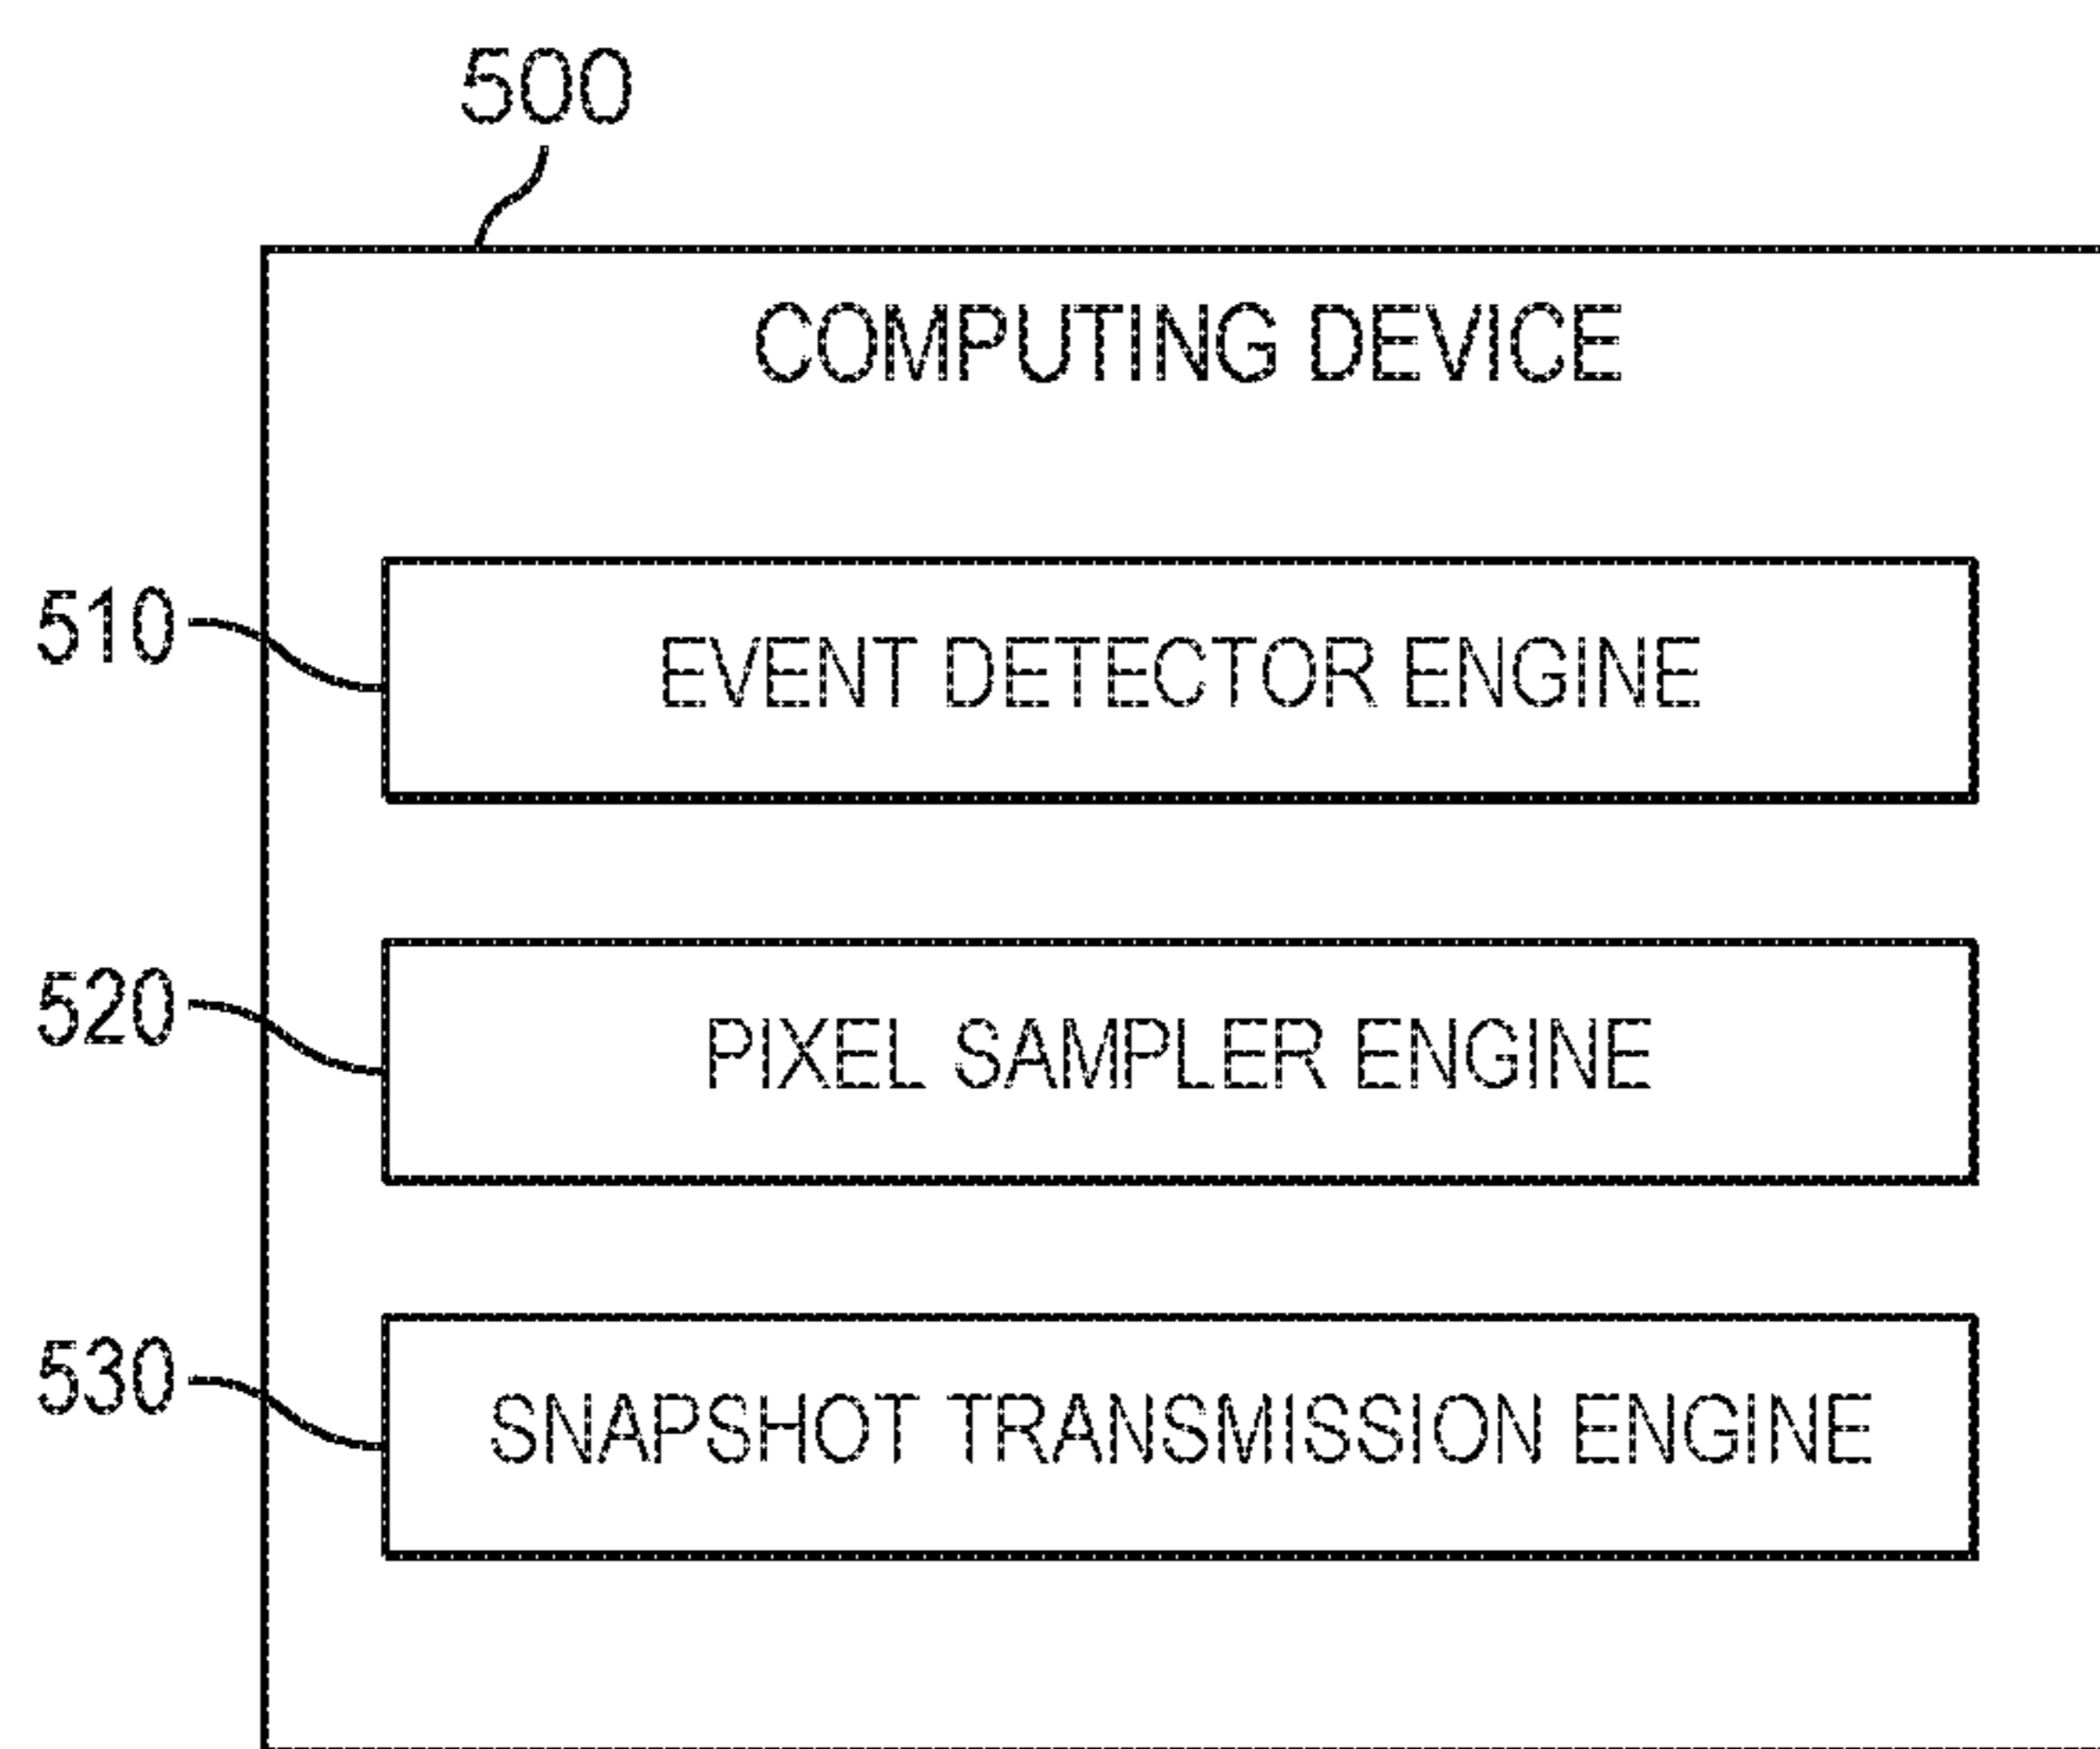 500
COMPUTING DEVICE
510
EVENT DETECTOR ENGINE
520
PIXEL SAMPLER ENGINE
530
SNAPSHOT TRANSMISSION ENGINE